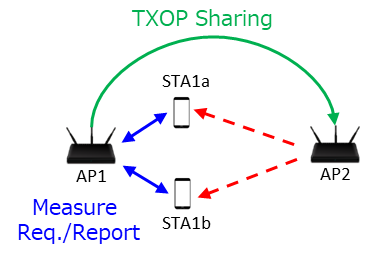 TXOP Sharing
STA1a
AP1
AP2
STA1b
Measure
Req./Report